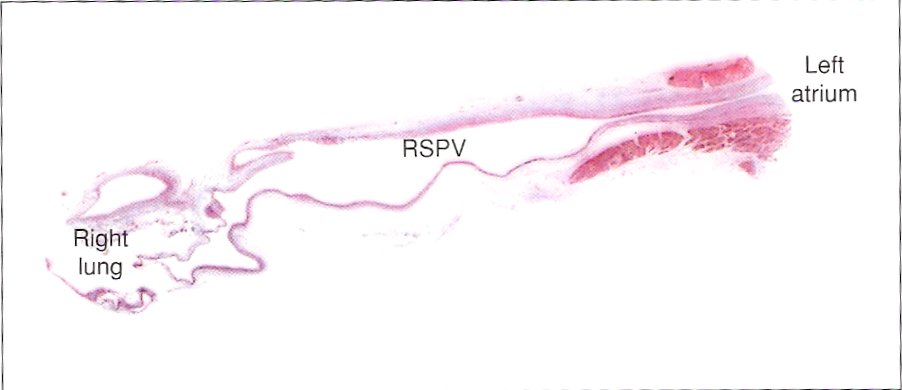 Left
atrium
RSPV
Right
lung